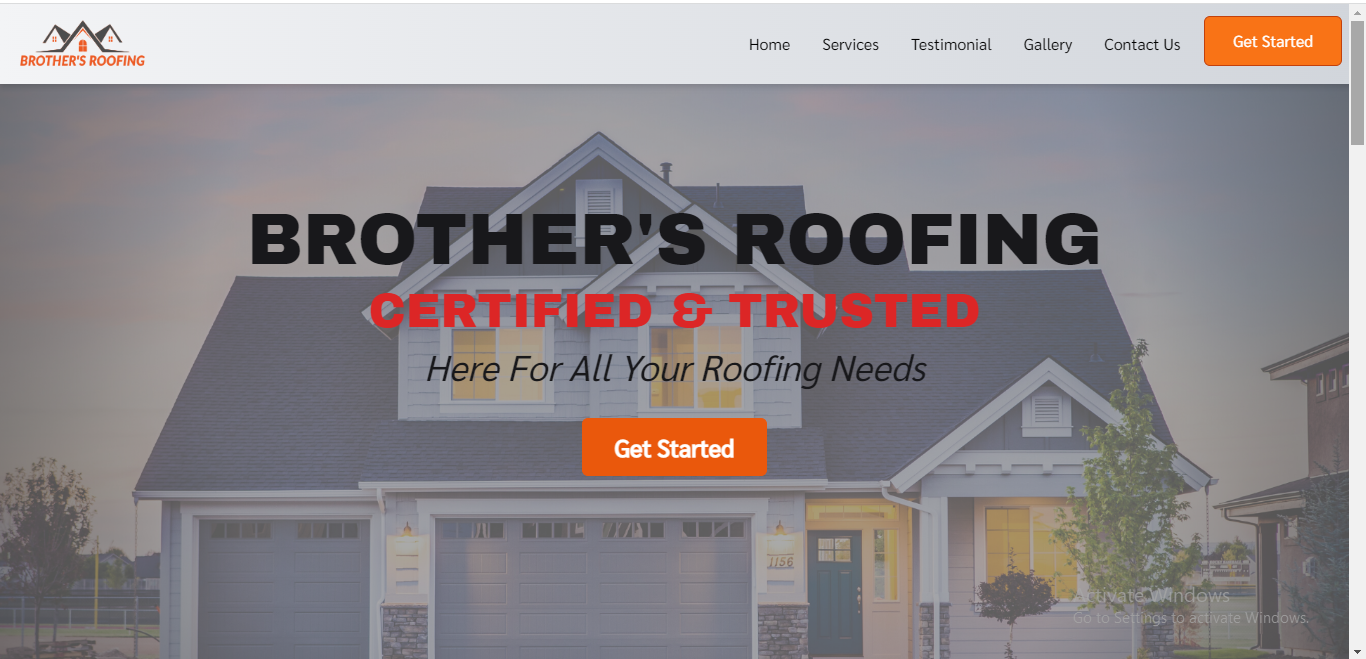 BROTHER'S ROOFING
Home Services Testimonial Gallery Contact Us Get Started
BROTHER'S ROOFING
CERTIFIED & TRUSTED
Here For All Your Roofing Needs
Get Started
1156
Activate Windows
Go to Settings to activate Windows.